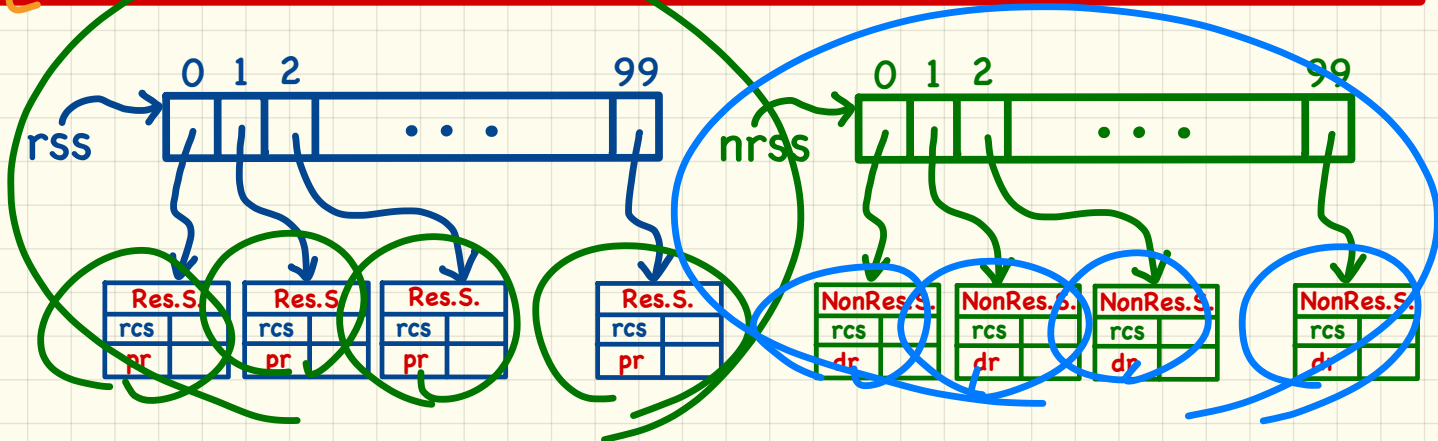 0 1 2 99
rss
Res.S. Res.S. Res.S. Res.S.
rcs rcs rcs rcs
pr pr pr pr
0 1 2 99
nrss
NonRes.S. NonRes.S. NonRes.S. NonRes.S.
rcs rcs rcs rcs
dr dr dr dr